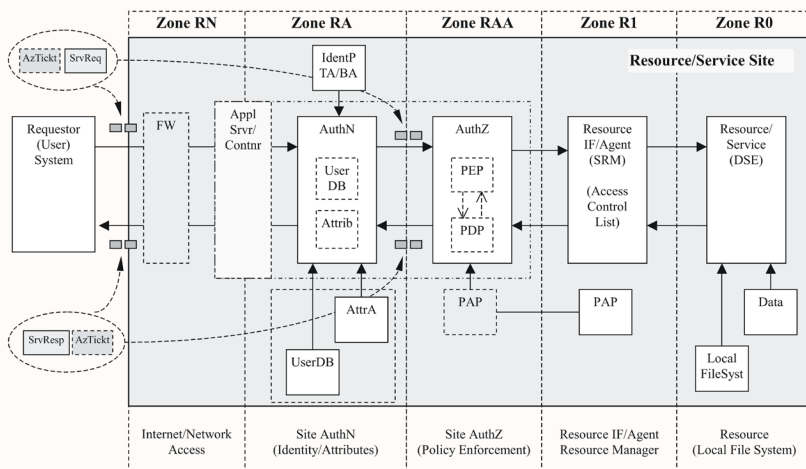 Zone RN
Zone RA
Zone RAA
Zone R1
Zone R0
AzTickt
SrvReq
IdentP
TA/BA
Resource/Service Site
Requestor
(User)
System
FW
Appl
Srvr/
Contnr
AuthN
User
DB
Attrib
AuthZ
PEP
PDP
Resource
IF/Agent
(SRM)
(Access
Control
List)
Resource/
Service
(DSE)
SrvResp
AzTickt
AttrA
UserDB
PAP
PAP
Data
Local
FileSyst
Internet/Network
Access
Site AuthN
(Identity/Attributes)
Site AuthZ
(Policy Enforcement)
Resource IF/Agent
Resource Manager
Resource
(Local File System)